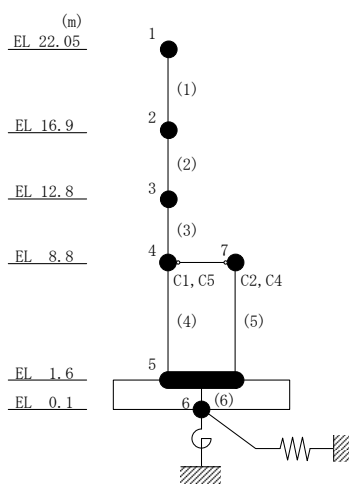 (m)
1
EL 22.05
(1)
2
EL 16.9
(2)
3
EL 12.8
(3)
4
7
EL 8.8
C1, C5
C2, C4
(4)
(5)
5
EL 1.6
6
(6)
EL 0.1